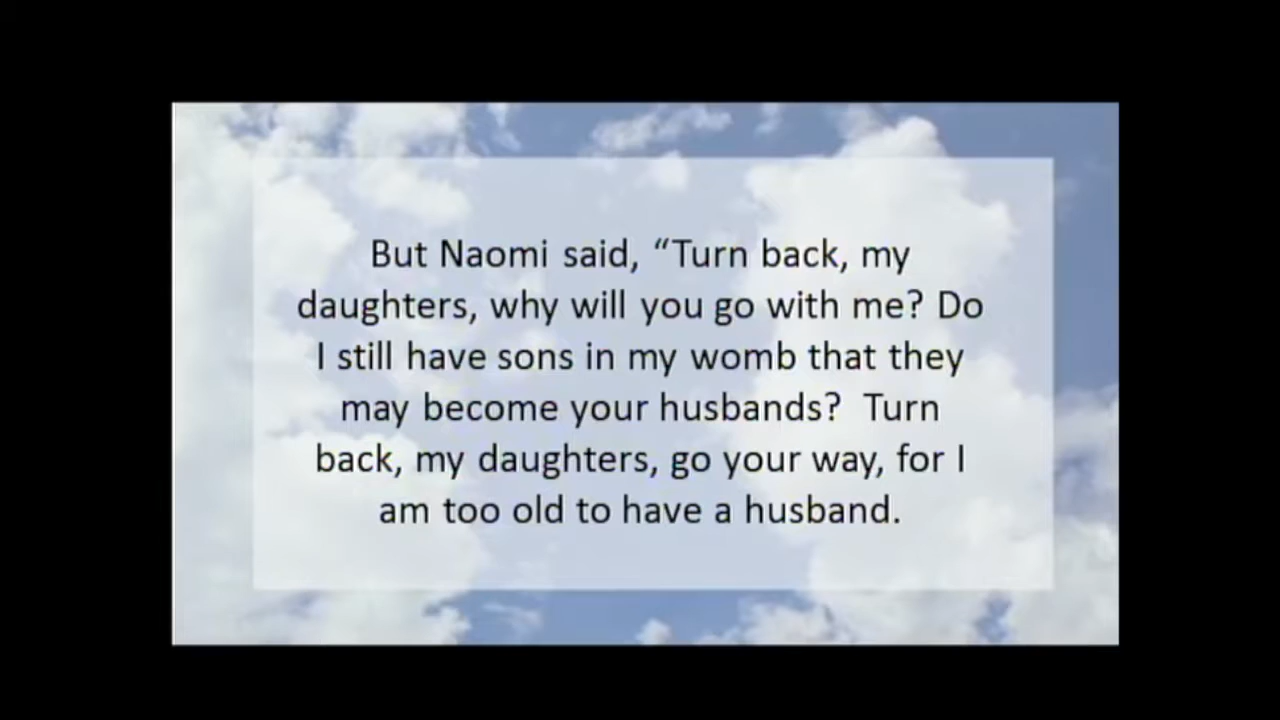 But Naomi said, “Turn back, my
daughters, why will you go with me? Do
I still have sons in my womb that they
may become your husbands?  Turn
back, my daughters, go your way, for I
am too old to have a husband.